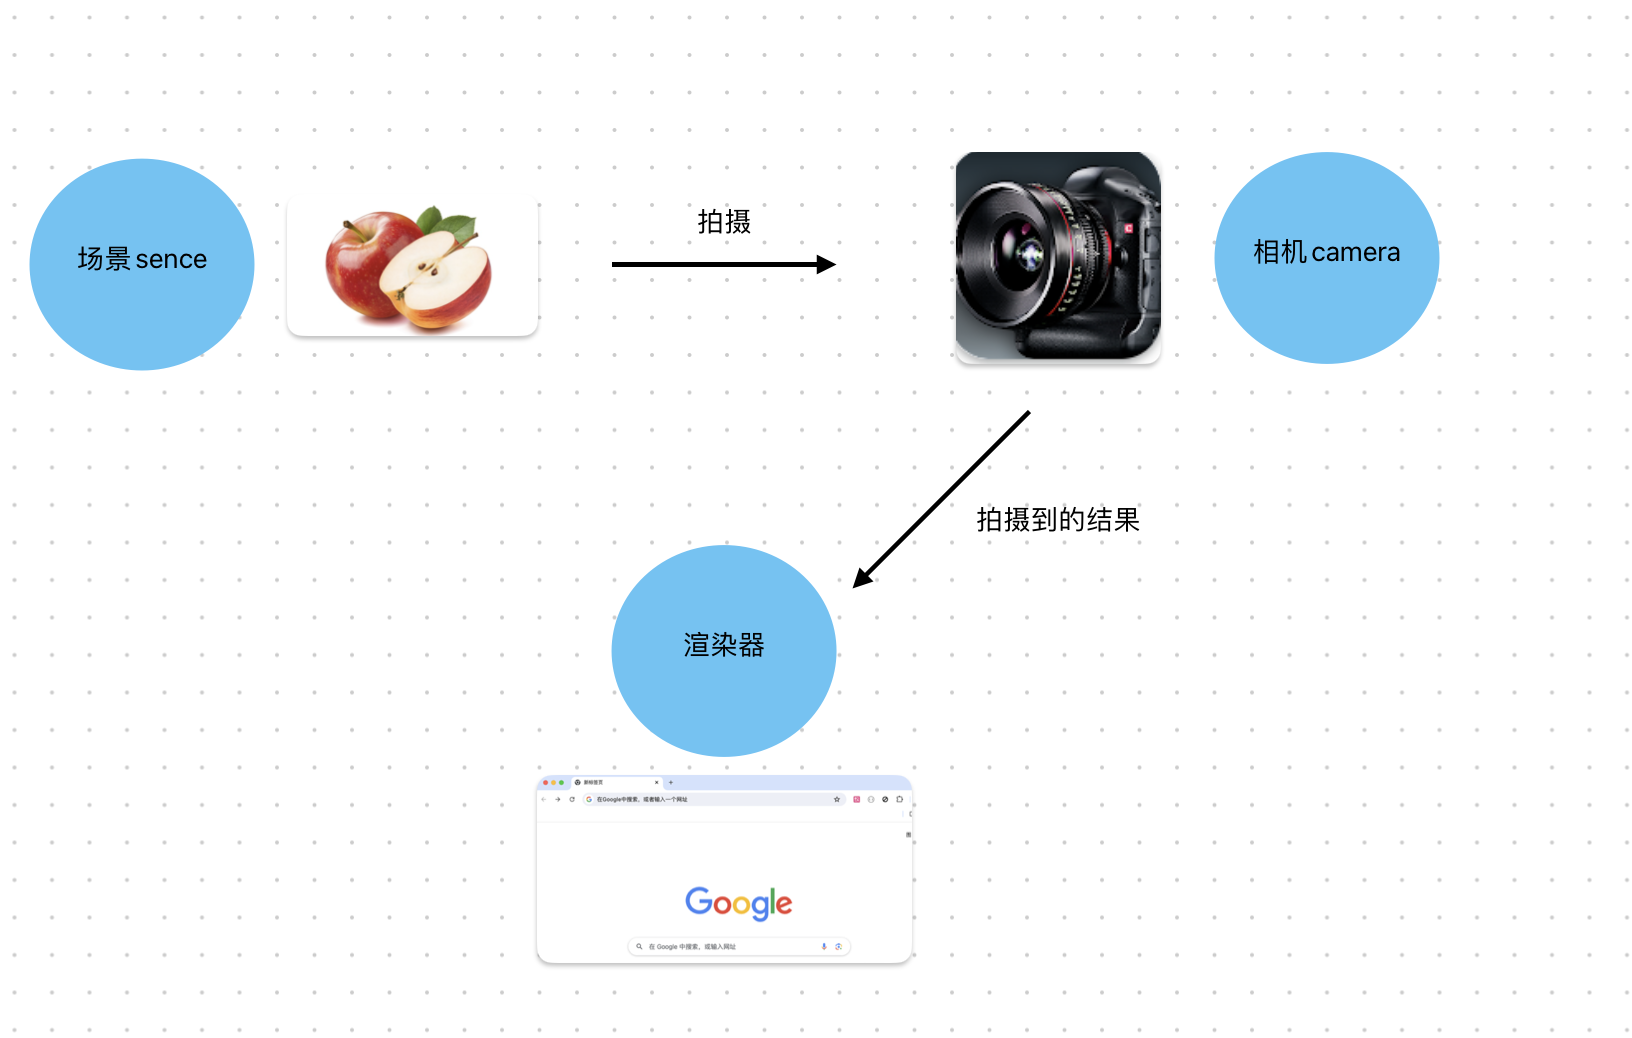 场景 sence
拍摄
相机 camera
拍摄到的结果
渲染器
新标签页
在Google中搜索，或者输入一个网址
Google
在 Google 中搜索，或输入网址